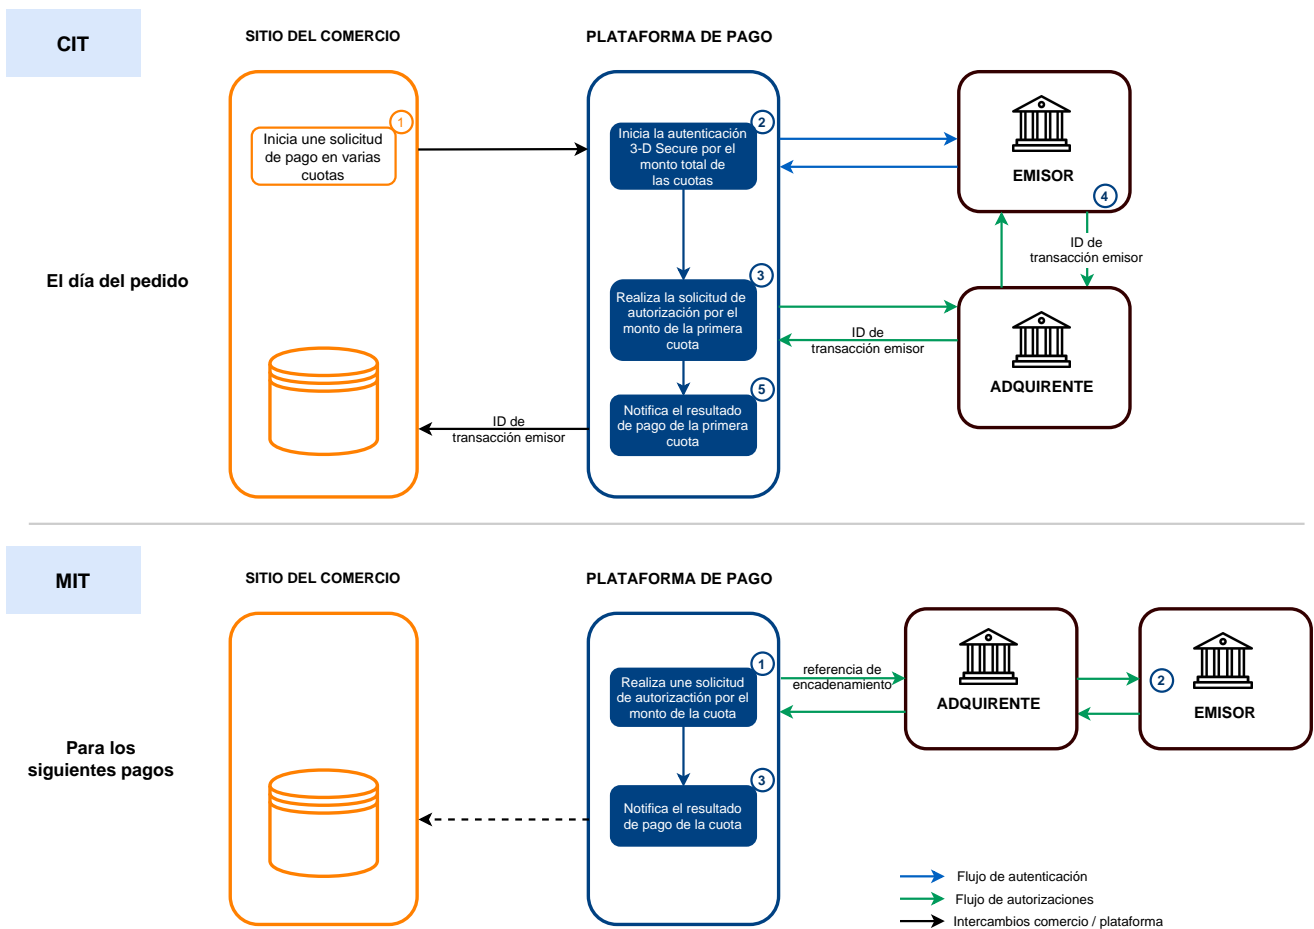 CIT
SITIO DEL COMERCIO
PLATAFORMA DE PAGO
1
Inicia une solicitud
de pago en varias
cuotas
2
Inicia la autenticación
3-D Secure por el
monto total de
las cuotas
EMISOR
4
ID de
transacción emisor
El día del pedido
3
Realiza la solicitud de
autorización por el
monto de la primera
cuota
ID de
transacción emisor
ADQUIRENTE
5
Notifica el resultado
de pago de la primera
cuota
ID de
transacción emisor
MIT
SITIO DEL COMERCIO
PLATAFORMA DE PAGO
1
Realiza une solicitud
de autorizactión por el
monto de la cuota
referencia de
encadenamiento
ADQUIRENTE
2
EMISOR
Para los
siguientes pagos
3
Notifica el resultado
de pago de la cuota
Flujo de autenticación
Flujo de autorizaciones
Intercambios comercio / plataforma